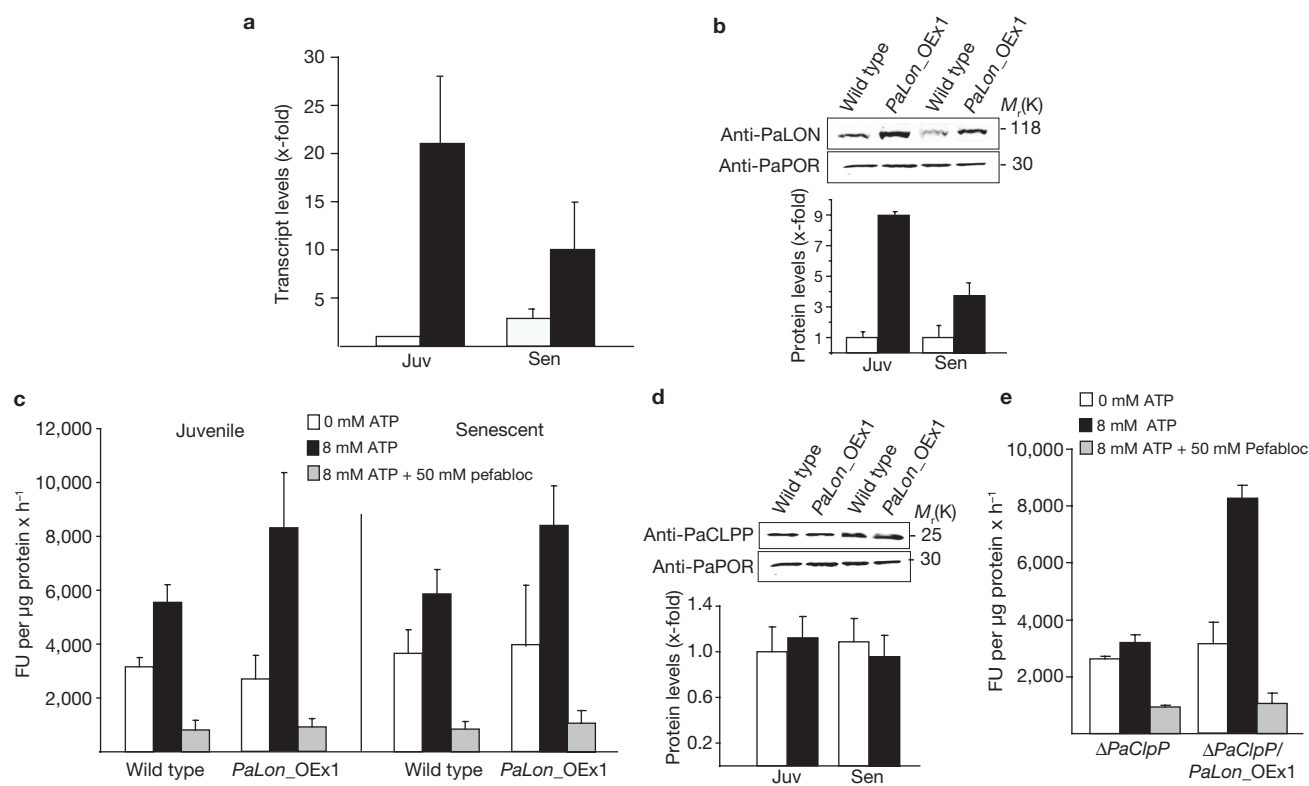 a
Transcript levels (x-fold)
30
25
20
15
10
5
Juv
Sen
b
Wild type
PaLon_OEx1
Wild type
PaLon_OEx1
Mr(K)
Anti-PaLON
- 118
Anti-PaPOR
- 30
Protein levels (x-fold)
9
7
5
3
1
Juv
Sen
c
0 mM ATP
8 mM ATP
8 mM ATP + 50 mM pefabloc
Juvenile
Senescent
FU per µg protein x h⁻¹
12,000
10,000
8,000
6,000
4,000
2,000
Wild type
PaLon_OEx1
Wild type
PaLon_OEx1
d
Wild type
PaLon_OEx1
Wild type
PaLon_OEx1
Mr(K)
Anti-PaCLPP
- 25
Anti-PaPOR
- 30
Protein levels (x-fold)
1.4
1.0
0.6
0.2
Juv
Sen
e
0 mM ATP
8 mM ATP
8 mM ATP + 50 mM Pefabloc
FU per µg protein x h⁻¹
10,000
8,000
6,000
4,000
2,000
ΔPaClpP
ΔPaClpP/
PaLon_OEx1